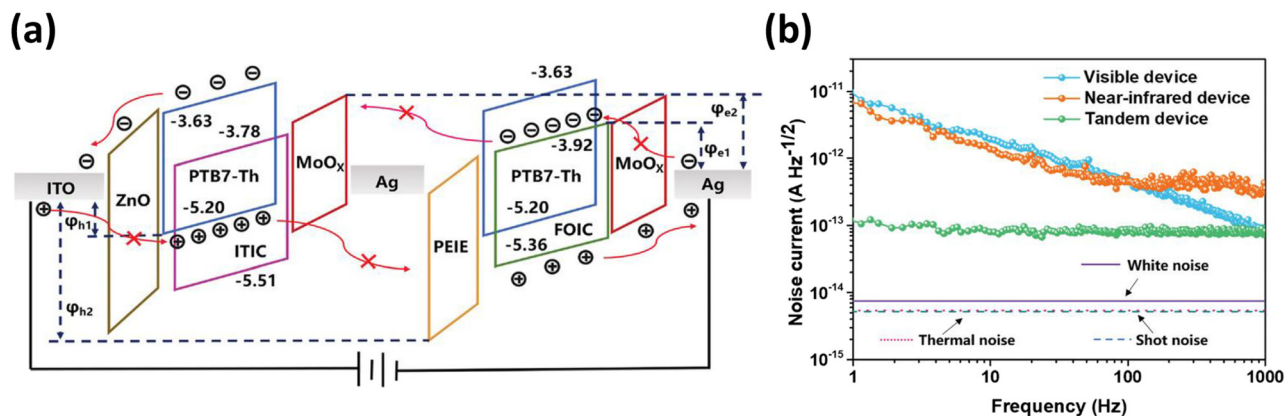 (a)
-3.63
-3.78
PTB7-Th
-5.20
ITIC
-5.51
ITO
ZnO
φh1
φh2
MoOX
Ag
PEIE
-3.63
-3.92
PTB7-Th
-5.20
FOIC
-5.36
MoOX
φe2
φe1
Ag
(b)
Noise current (A Hz-1/2)
10-11
10-12
10-13
10-14
10-15
Visible device
Near-infrared device
Tandem device
White noise
Thermal noise
Shot noise
1
10
100
1000
Frequency (Hz)